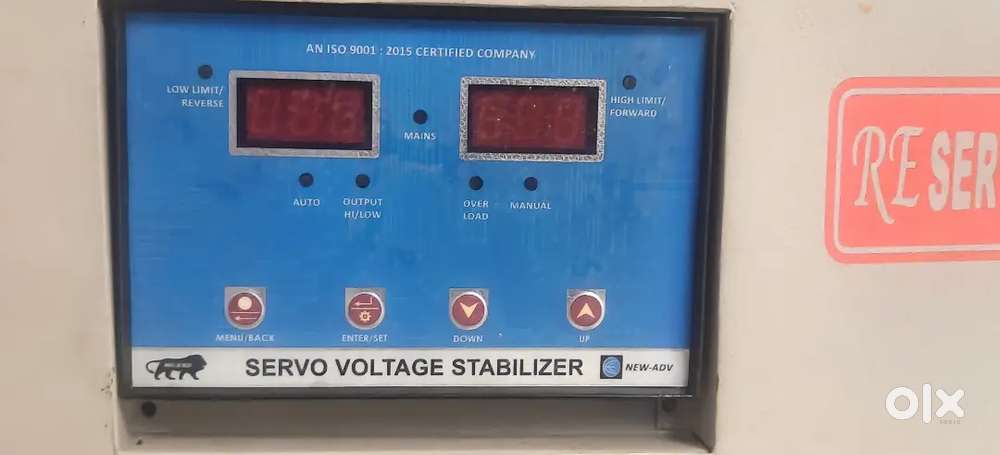 AN ISO 9001 : 2015 CERTIFIED COMPANY
LOW LIMIT/
REVERSE
MAINS
HIGH LIMIT/
FORWARD
AUTO
OUTPUT
HI/LOW
OVER
LOAD
MANUAL
MENU/BACK
ENTER/SET
DOWN
UP
SERVO VOLTAGE STABILIZER
NEW-ADV
RE SER
olx